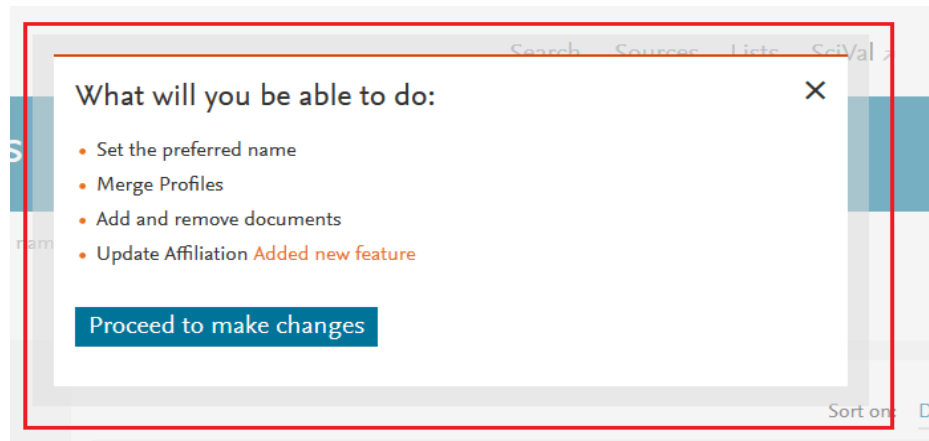 Search Sources Lists SciVal ↗
What will you be able to do:
s
• Set the preferred name
• Merge Profiles
• Add and remove documents
nam
• Update Affiliation Added new feature
Proceed to make changes
Sort on: D